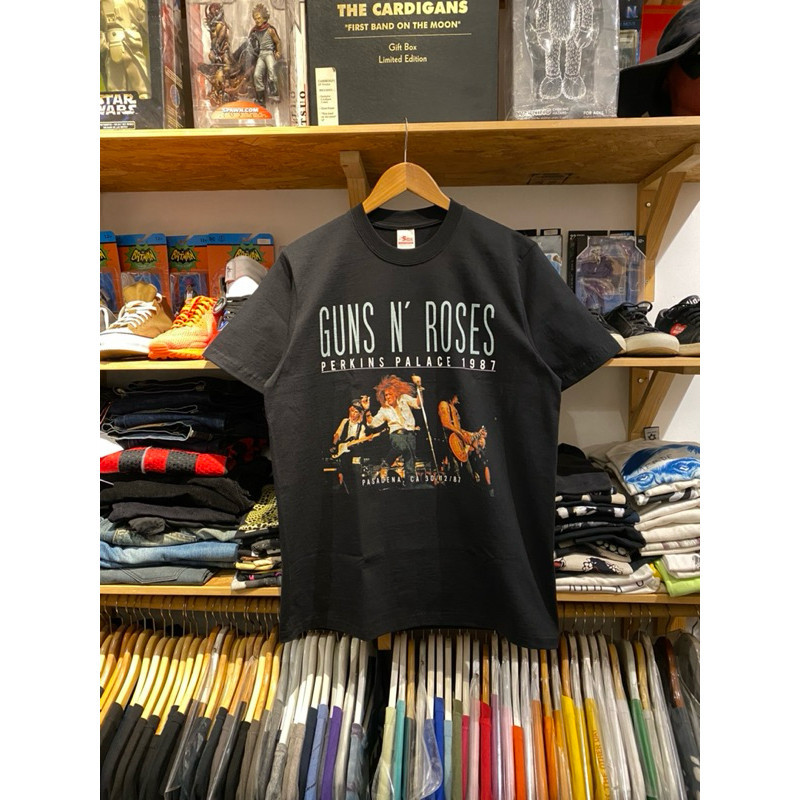 THE CARDIGANS
"FIRST BAND ON THE MOON"
Gift Box
Limited Edition
STAR
WARS
SPAWN.COM
BATMAN
GUNS N' ROSES
PERKINS PALACE 1987
PASADENA, CA 30/12/87